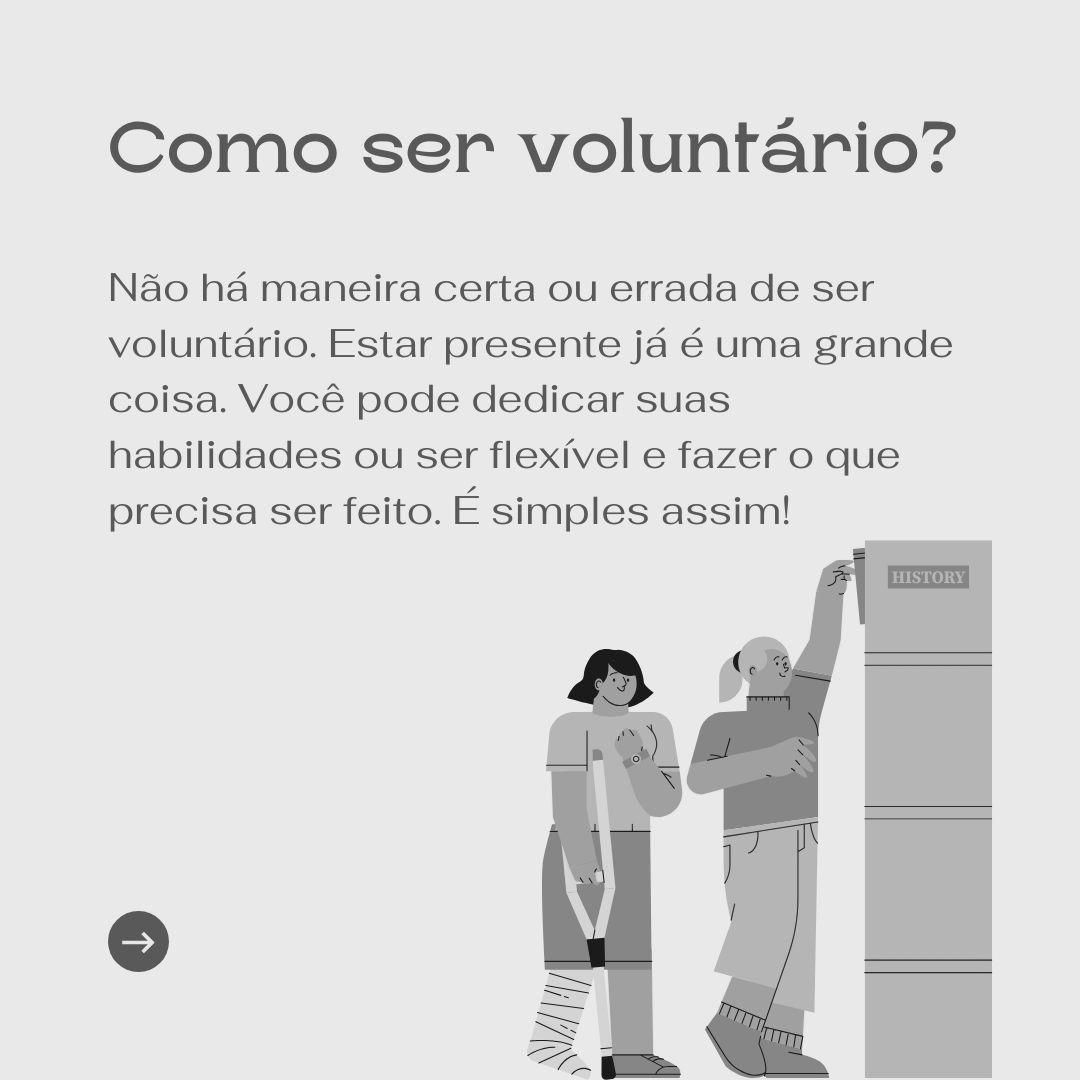 Como ser voluntário?
Não há maneira certa ou errada de ser
voluntário. Estar presente já é uma grande
coisa. Você pode dedicar suas
habilidades ou ser flexível e fazer o que
precisa ser feito. É simples assim!
HISTORY